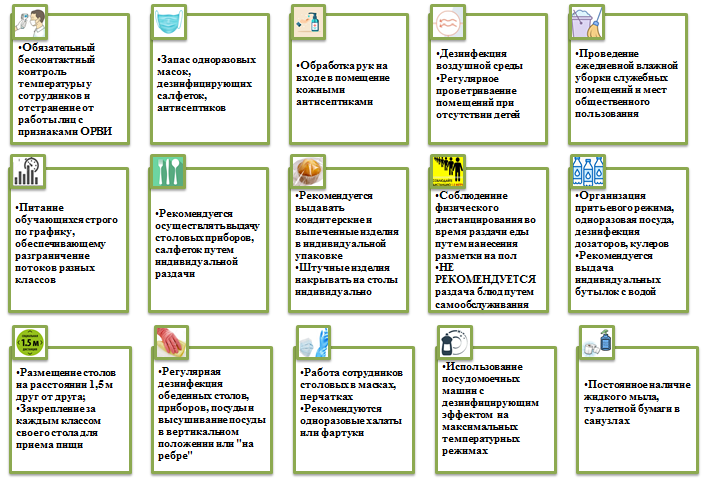 •Обязательный
бесконтактный
контроль
температуры у
сотрудников и
отстранение от
работы лиц с
признаками ОРВИ
•Запас одноразовых
масок,
дезинфицирующих
салфеток,
антисептиков
•Обработка рук на
входе в помещение
кожными
антисептиками
•Дезинфекция
воздушной среды
•Регулярное
проветривание
помещений при
отсутствии детей
•Проведение
ежедневной влажной
уборки служебных
помещений и мест
общественного
пользования
•Питание
обучающихся строго
по графику,
обеспечивающему
разграничение
потоков разных
классов
•Рекомендуется
осуществлять выдачу
столовых приборов,
салфеток путем
индивидуальной
раздачи
•Рекомендуется
выдавать
кондитерские и
выпеченные изделия
в индивидуальной
упаковке
•Штучные изделия
накрывать на столы
индивидуально
•Соблюдение
физического
дистанцирования во
время раздачи еды
путем нанесения
разметки на пол
•НЕ
РЕКОМЕНДУЕТСЯ
раздача блюд путем
самообслуживания
•Организация
питьевого режима,
одноразовая посуда,
дезинфекция
дозаторов, кулеров
•Рекомендуется
выдача
индивидуальных
бутылок с водой
1.5 м
•Размещение столов
на расстоянии 1,5 м
друг от друга;
•Закрепление за
каждым классом
своего стола для
приема пищи
•Регулярная
дезинфекция
обеденных столов,
приборов, посуды и
высушивание посуды
в вертикальном
положении или "на
ребре"
•Работа сотрудников
столовых в масках,
перчатках
•Рекомендуются
одноразовые халаты
или фартуки
•Использование
посудомоечных
машин с
дезинфицирующим
эффектом на
максимальных
температурных
режимах
•Постоянное наличие
жидкого мыла,
туалетной бумаги в
санузлах